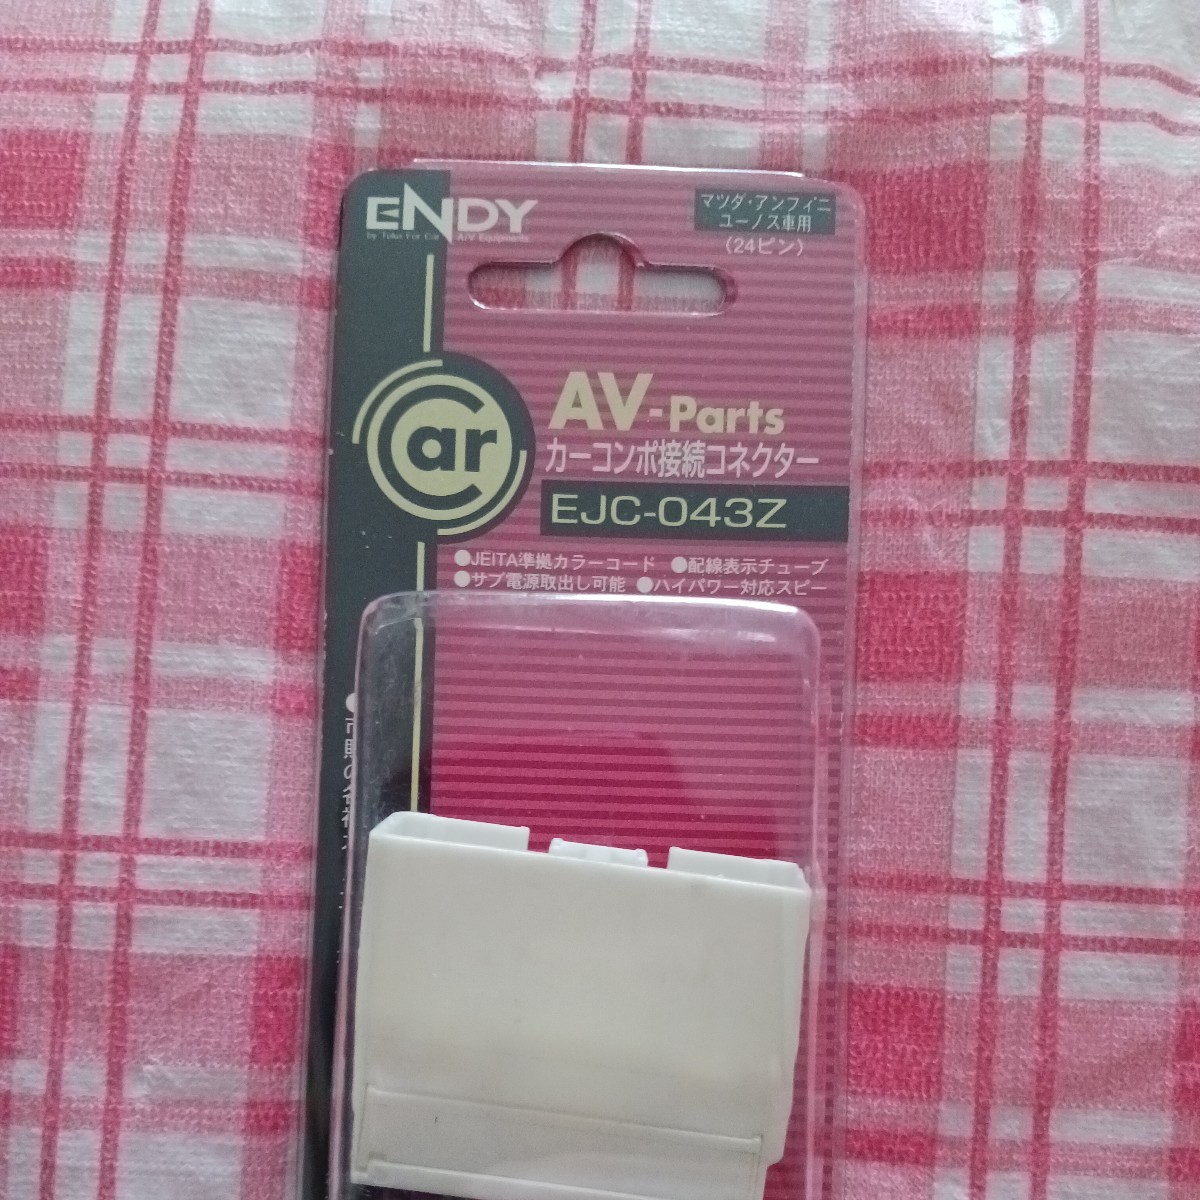 ENDY
by Toko For Car A/V Equipments
マツダ・アンフィニ
ユーノス車用
(24ピン)
Car
AV-Parts
カーコンポ接続コネクター
EJC-043Z
●JEITA準拠カラーコード ●配線表示チューブ
●サブ電源取出し可能 ●ハイパワー対応スピー